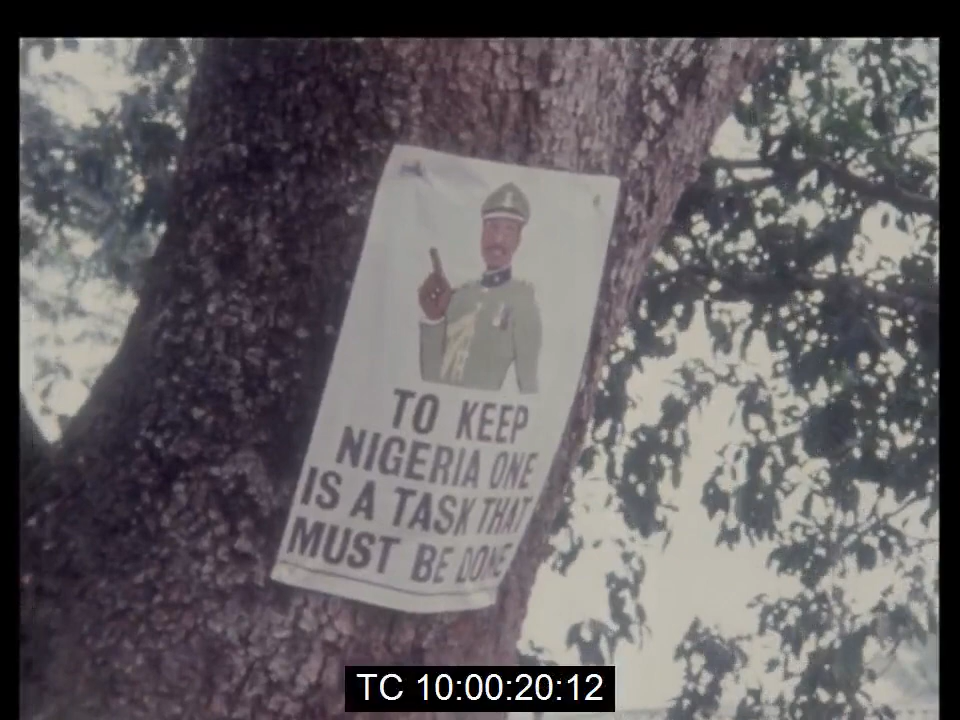 TO KEEP
NIGERIA ONE
IS A TASK THAT
MUST BE DONE
TC 10:00:20:12